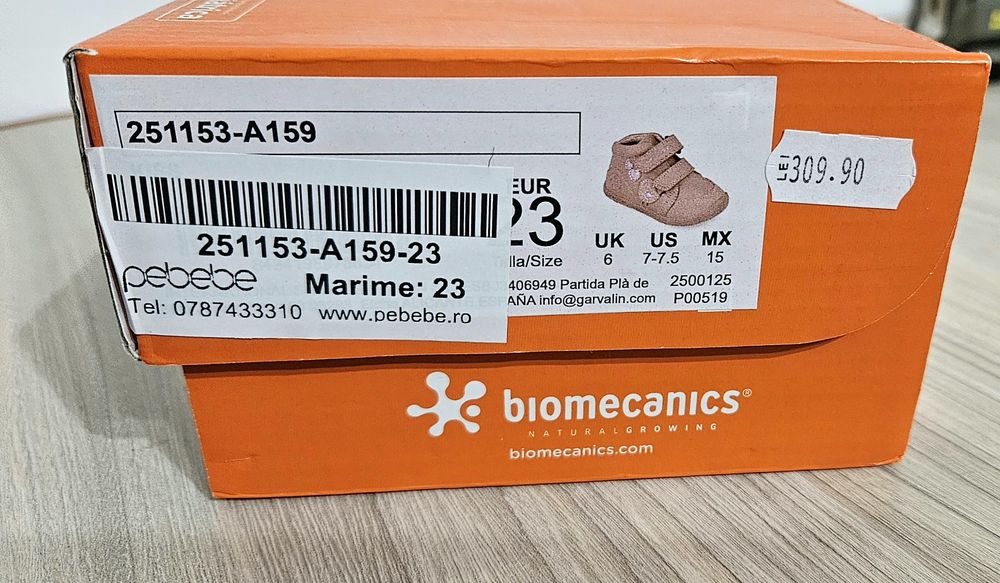 251153-A159
LEI 309.90
EUR
23
UK US MX
6 7-7.5 15
/Size
406949 Partida Plà de 2500125
ESPAÑA info@garvalin.com P00519
251153-A159-23
pebebe Marime: 23
Tel: 0787433310 www.pebebe.ro
biomecanics®
NATURALGROWING
biomecanics.com